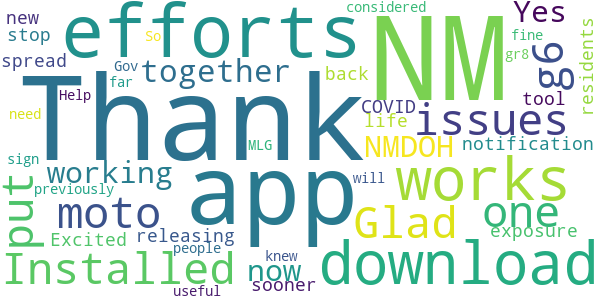 considered
Yes
new
efforts
NM
stop
So
fine
gr8
spread
Gov
together
back
g6
residents
far
Thank
Help
COVID
tool
life
issues
need
app
MLG
NMDOH
notification
sign
working
will
works
put
previously
moto
Glad
one
Excited
releasing
exposure
people
Installed
now
knew
download
sooner
useful